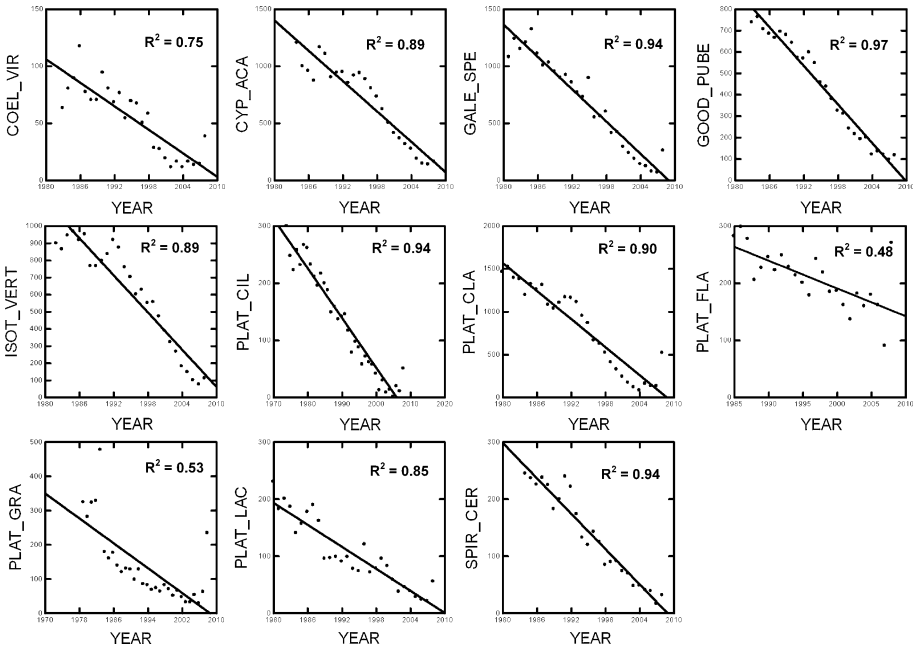 COEL_VIR
150
100
50
0
R² = 0.75
1980 1986 1992 1998 2004 2010
YEAR
CYP_ACA
1500
1000
500
0
R² = 0.89
1980 1986 1992 1998 2004 2010
YEAR
GALE_SPE
1500
1000
500
0
R² = 0.94
1980 1986 1992 1998 2004 2010
YEAR
GOOD_PUBE
800
700
600
500
400
300
200
100
0
R² = 0.97
1980 1986 1992 1998 2004 2010
YEAR
ISOT_VERT
1000
900
800
700
600
500
400
300
200
100
0
R² = 0.89
1980 1986 1992 1998 2004 2010
YEAR
PLAT_CIL
300
200
100
0
R² = 0.94
1970 1980 1990 2000 2010 2020
YEAR
PLAT_CLA
2000
1500
1000
500
0
R² = 0.90
1980 1986 1992 1998 2004 2010
YEAR
PLAT_FLA
300
200
100
0
R² = 0.48
1985 1990 1995 2000 2005 2010
YEAR
PLAT_GRA
500
400
300
200
100
0
R² = 0.53
1970 1978 1986 1994 2002 2010
YEAR
PLAT_LAC
300
200
100
0
R² = 0.85
1980 1986 1992 1998 2004 2010
YEAR
SPIR_CER
300
200
100
0
R² = 0.94
1980 1986 1992 1998 2004 2010
YEAR